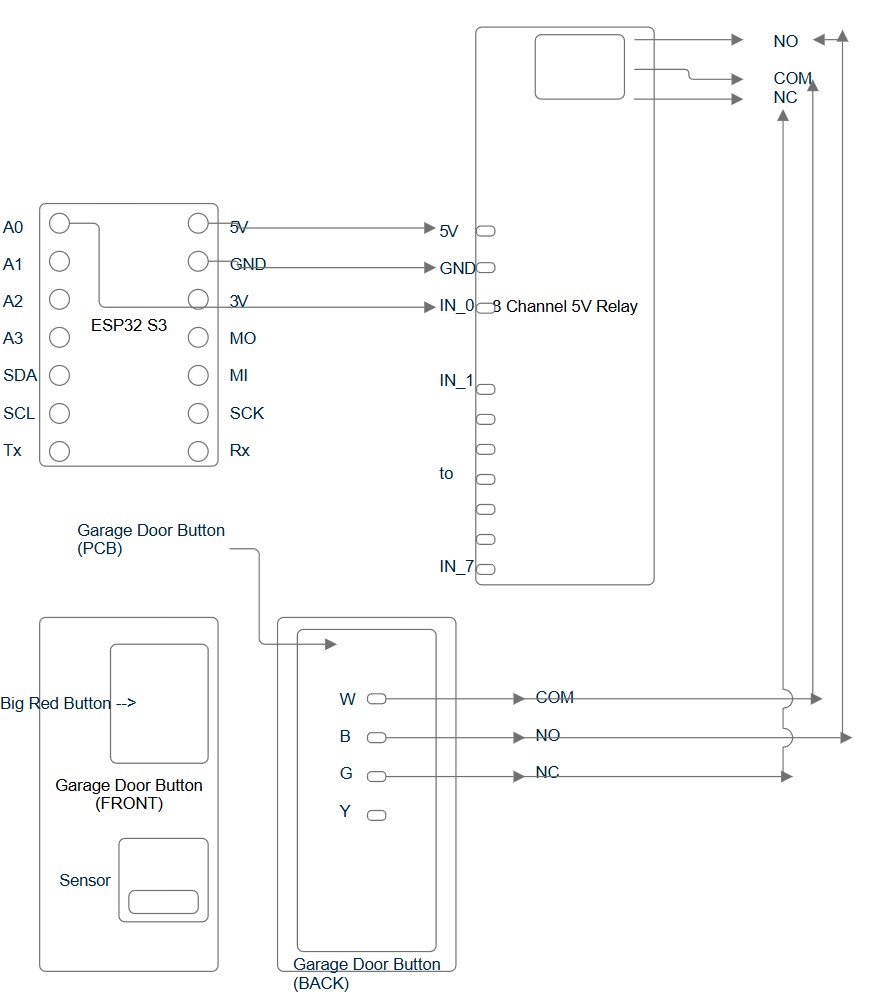 NO
COM
NC
A0
A1
A2
A3
SDA
SCL
Tx
ESP32 S3
5V
GND
3V
MO
MI
SCK
Rx
5V
GND
IN_0
8 Channel 5V Relay
IN_1
to
IN_7
Garage Door Button
(PCB)
Big Red Button -->
Garage Door Button
(FRONT)
Sensor
W
B
G
Y
COM
NO
NC
Garage Door Button
(BACK)